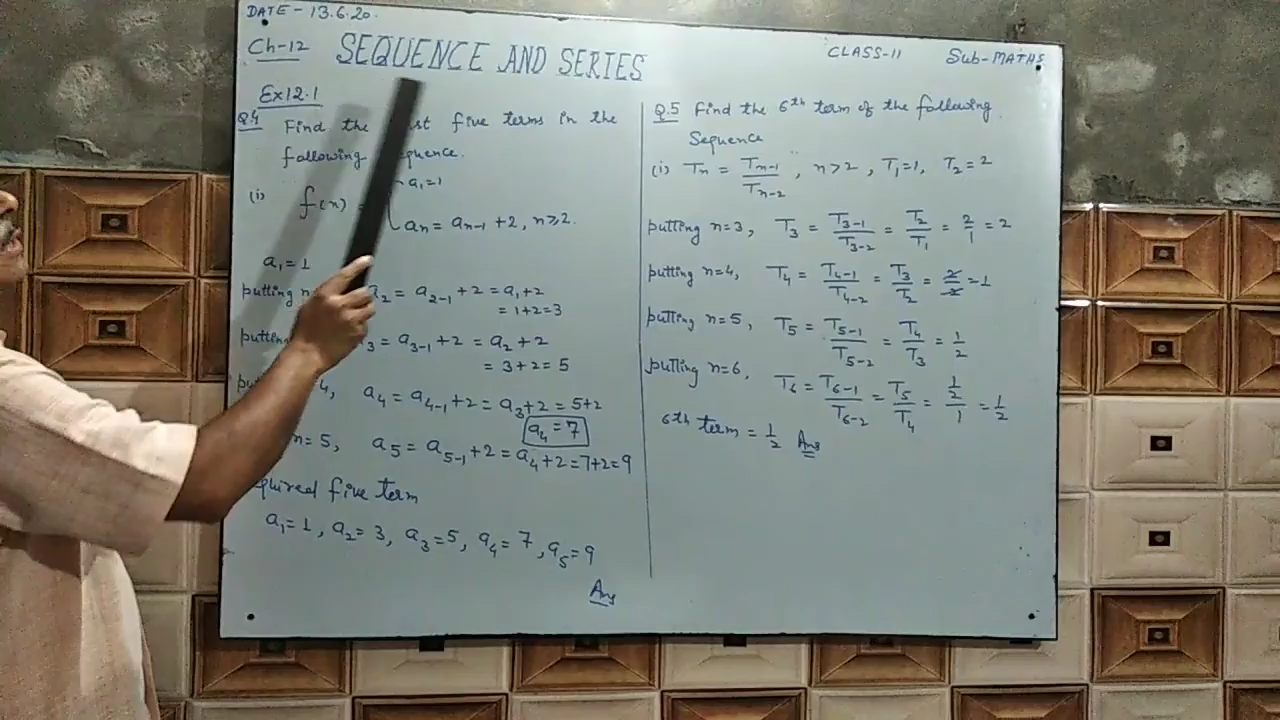 DATE - 13.6.20.
Ch-12 SEQUENCE AND SERIES CLASS-11 Sub-MATHS
Ex 12.1
Q.4 Find the five terms in the
following
(i) f(n) = a₁=1
aₙ = aₙ₋₁ + 2, n≥2.
a₁ = 1
putting a₂ = a₂₋₁ + 2 = a₁ + 2
= 1+2 = 3
putting = a₃₋₁ + 2 = a₂ + 2
= 3 + 2 = 5
4, a₄ = a₄₋₁ + 2 = a₃ + 2 = 5+2
a₄ = 7
n = 5, a₅ = a₅₋₁ + 2 = a₄ + 2 = 7+2 = 9
five term
a₁ = 1, a₂ = 3, a₃ = 5, a₄ = 7, a₅ = 9
Ans
Q.5 Find the 6th term of the following
Sequence
(i) Tₙ = Tₙ₋₁/Tₙ₋₂, n>2, T₁=1, T₂=2
putting n=3, T₃ = T₃₋₁/T₃₋₂ = T₂/T₁ = 2/1 = 2
putting n=4, T₄ = T₄₋₁/T₄₋₂ = T₃/T₂ = 2/2 = 1
putting n=5, T₅ = T₅₋₁/T₅₋₂ = T₄/T₃ = 1/2
putting n=6, T₆ = T₆₋₁/T₆₋₂ = T₅/T₄ = 1/2/1 = 1/2
6th term = 1/2 Ans